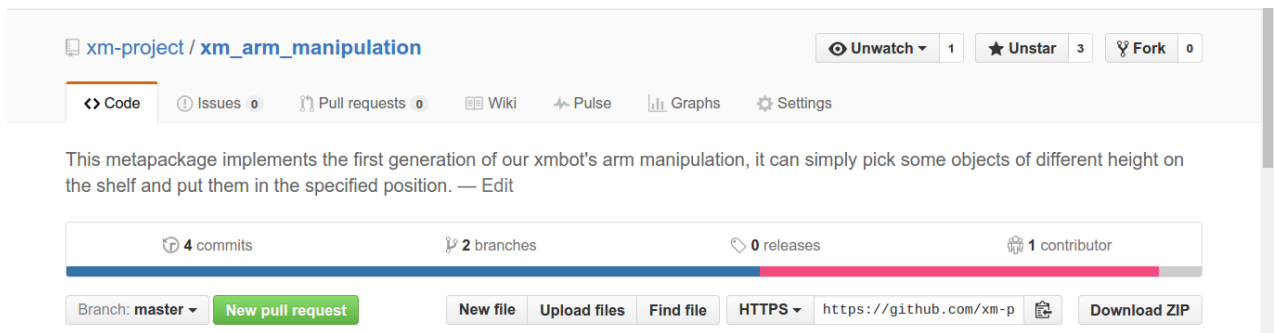 xm-project / xm_arm_manipulation Unwatch 1 Unstar 3 Fork 0
Code Issues 0 Pull requests 0 Wiki Pulse Graphs Settings
This metapackage implements the first generation of our xmbot's arm manipulation, it can simply pick some objects of different height on
the shelf and put them in the specified position. — Edit
4 commits 2 branches 0 releases 1 contributor
Branch: master New pull request New file Upload files Find file HTTPS https://github.com/xm-p Download ZIP